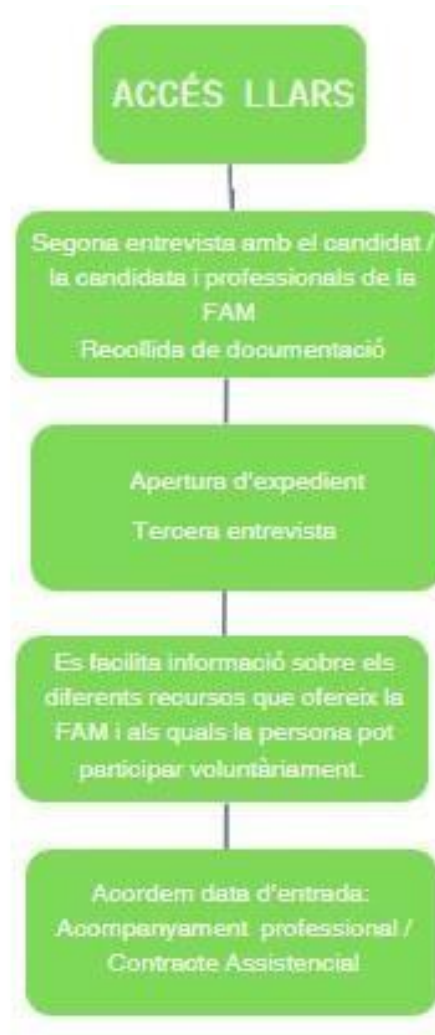 ACCÉS LLARS
Segona entrevista amb el candidat /
la candidata i professionals de la
FAM
Recollida de documentació
Apertura d'expedient
Tercera entrevista
Es facilita informació sobre els
diferents recursos que ofereix la
FAM i als quals la persona pot
participar voluntàriament.
Acordem data d'entrada:
Acompanyament professional /
Contracte Assistencial